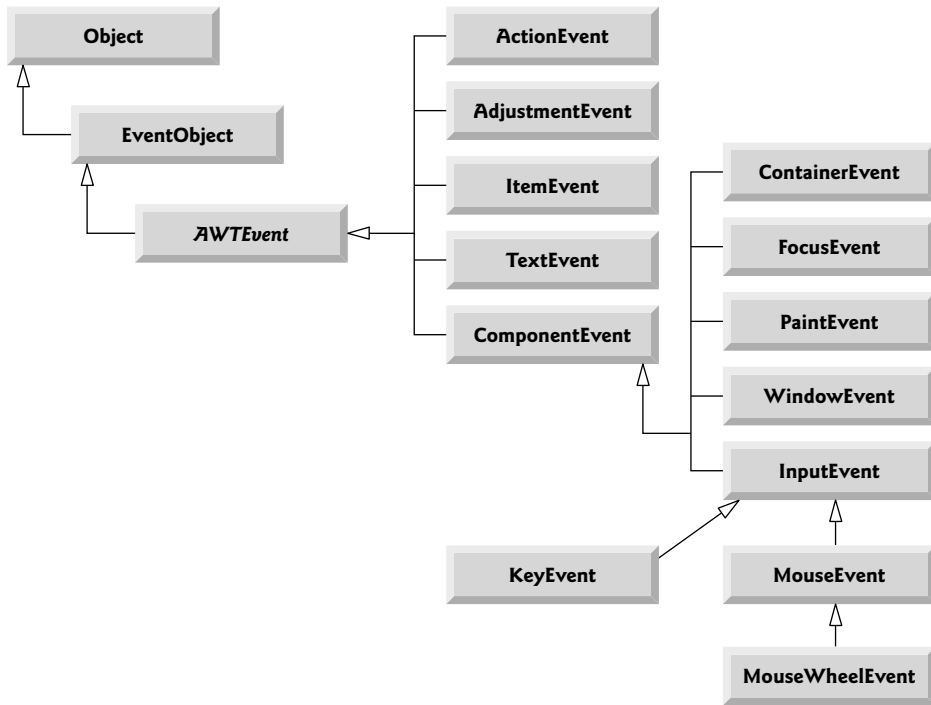 Object
EventObject
AWTEvent
ActionEvent
AdjustmentEvent
ItemEvent
TextEvent
ComponentEvent
ContainerEvent
FocusEvent
PaintEvent
WindowEvent
InputEvent
KeyEvent
MouseEvent
MouseWheelEvent